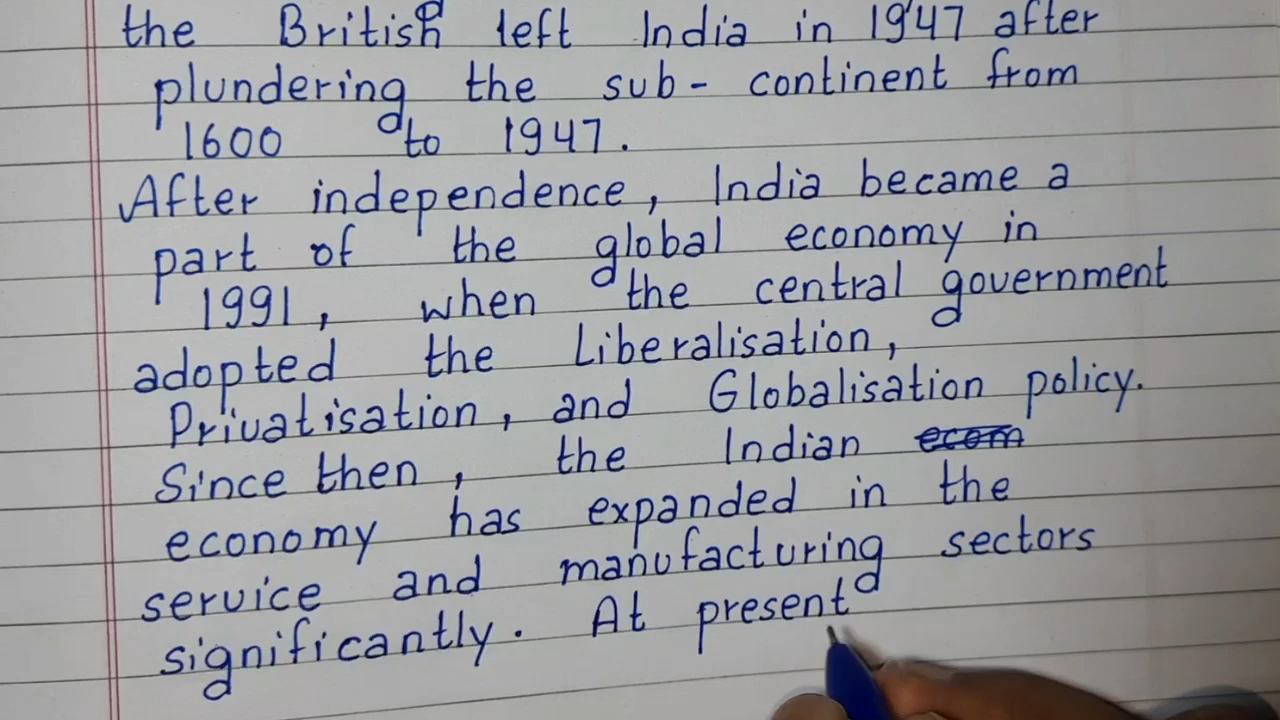 the British left India in 1947 after
plundering the sub- continent from
1600 to 1947.
After independence, India became a
part of the global economy in
1991, when the central government
adopted the Liberalisation,
Privatisation, and Globalisation policy.
Since then, the Indian ecom
economy has expanded in the
service and manufacturing sectors
significantly. At present